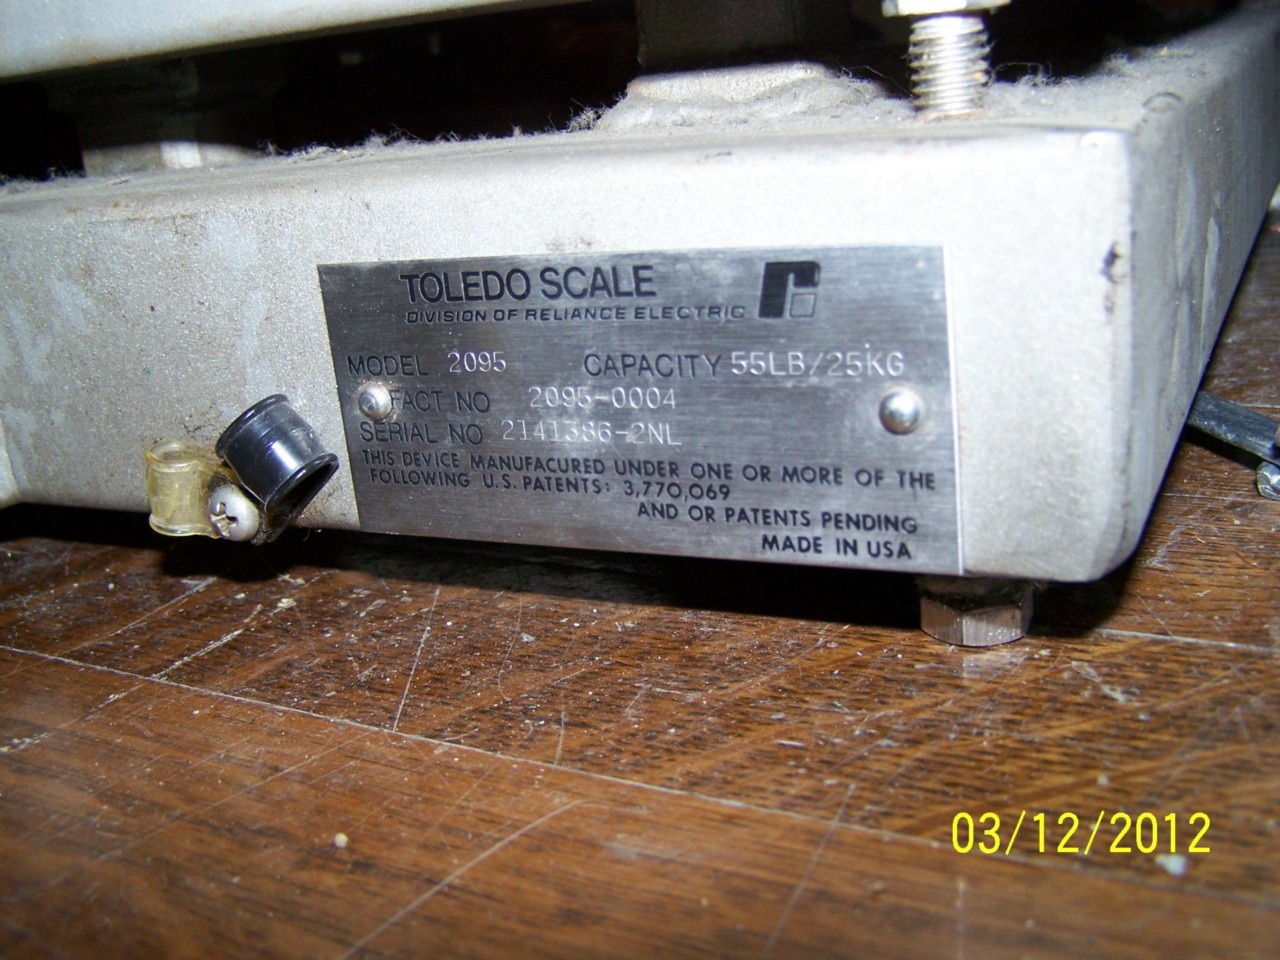 TOLEDO SCALE
DIVISION OF RELIANCE ELECTRIC
MODEL 2095 CAPACITY 55LB/25KG
FACT NO 2095-0004
SERIAL NO 2141386-2NL
THIS DEVICE MANUFACURED UNDER ONE OR MORE OF THE
FOLLOWING U.S. PATENTS: 3,770,069
AND OR PATENTS PENDING
MADE IN USA
03/12/2012